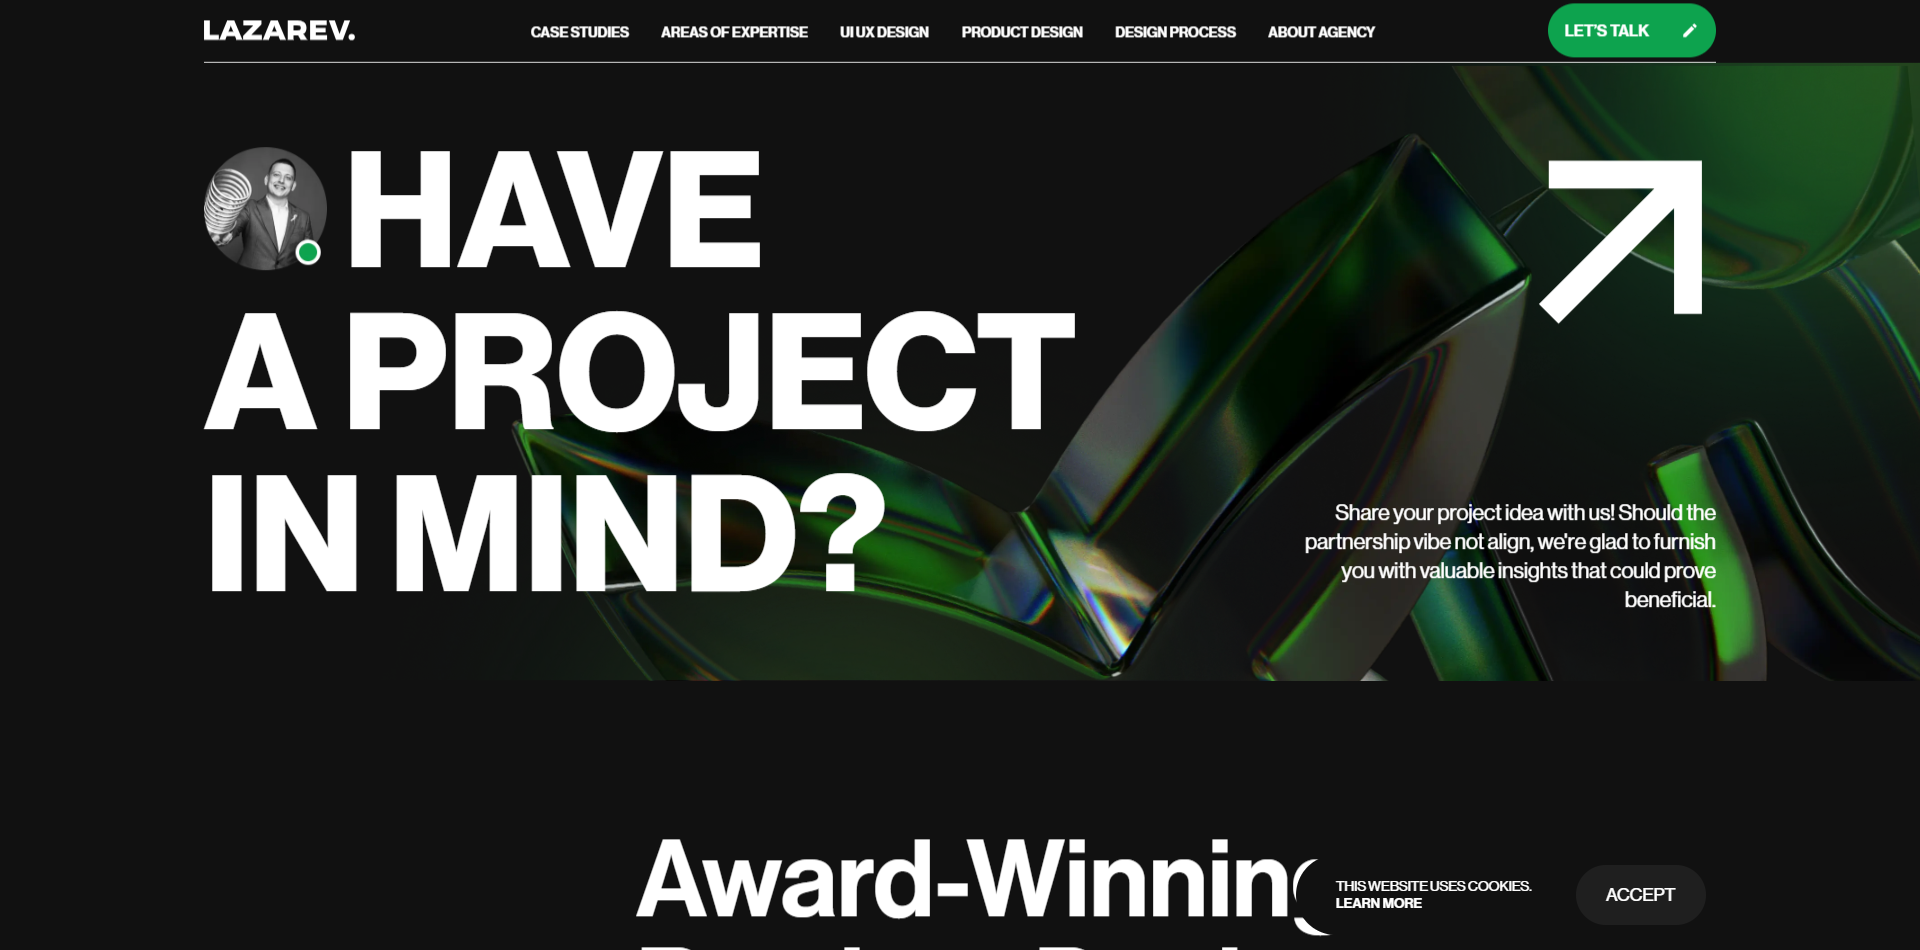 LAZAREV.
CASE STUDIES
AREAS OF EXPERTISE
UI UX DESIGN
PRODUCT DESIGN
DESIGN PROCESS
ABOUT AGENCY
LET'S TALK
HAVE
A PROJECT
IN MIND?
Share your project idea with us! Should the
partnership vibe not align, we're glad to furnish
you with valuable insights that could prove
beneficial.
Award-Winnin
THIS WEBSITE USES COOKIES.
LEARN MORE
ACCEPT